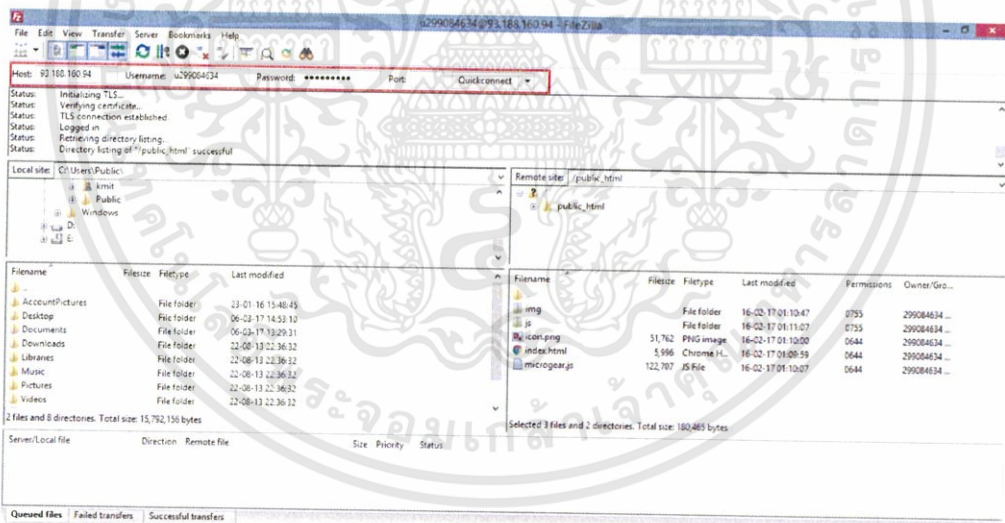 u299084634@93.188.160.94 - FileZilla
File Edit View Transfer Server Bookmarks Help
Host: 93.188.160.94 Username: u299084634 Password: ●●●●●●●●● Port: Quickconnect
Status: Initializing TLS...
Status: Verifying certificate...
Status: TLS connection established.
Status: Logged in
Status: Retrieving directory listing...
Status: Directory listing of "/public_html" successful
Local site: C:\Users\Public\
kmit
Public
Windows
D:
E:
Remote site: /public_html
/
public_html
Filename Filesize Filetype Last modified
..
AccountPictures File folder 23-01-16 15:48:45
Desktop File folder 06-03-17 14:53:10
Documents File folder 06-03-17 13:29:31
Downloads File folder 22-08-13 22:36:32
Libraries File folder 22-08-13 22:36:32
Music File folder 22-08-13 22:36:32
Pictures File folder 22-08-13 22:36:32
Videos File folder 22-08-13 22:36:32
2 files and 8 directories. Total size: 15,792,156 bytes
Filename Filesize Filetype Last modified Permissions Owner/Gro...
..
img File folder 16-02-17 01:10:47 0755 299084634 ...
js File folder 16-02-17 01:11:07 0755 299084634 ...
icon.png 51,762 PNG image 16-02-17 01:10:00 0644 299084634 ...
index.html 5,996 Chrome H... 16-02-17 01:09:59 0644 299084634 ...
microgear.js 122,707 JS File 16-02-17 01:10:07 0644 299084634 ...
Selected 3 files and 2 directories. Total size: 180,465 bytes
Server/Local file Direction Remote file Size Priority Status
Queued files Failed transfers Successful transfers